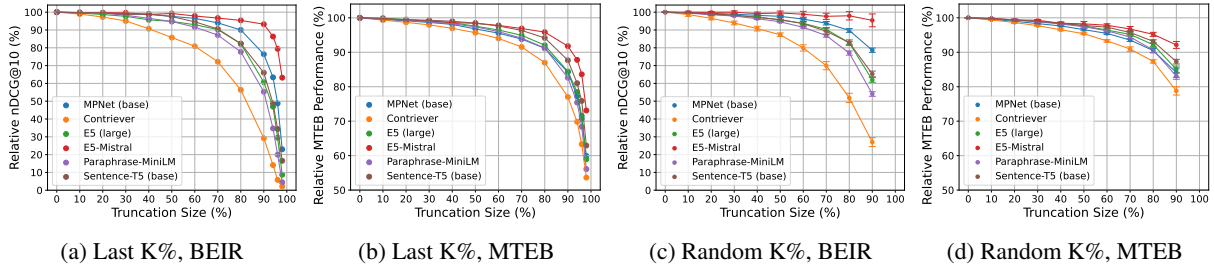 Relative nDCG@10 (%)
100
90
80
70
60
50
40
30
20
10
0
MPNet (base)
Contriever
E5 (large)
E5-Mistral
Paraphrase-MiniLM
Sentence-T5 (base)
0 10 20 30 40 50 60 70 80 90 100
Truncation Size (%)
(a) Last K%, BEIR
Relative MTEB Performance (%)
100
90
80
70
60
50
MPNet (base)
Contriever
E5 (large)
E5-Mistral
Paraphrase-MiniLM
Sentence-T5 (base)
0 10 20 30 40 50 60 70 80 90 100
Truncation Size (%)
(b) Last K%, MTEB
Relative nDCG@10 (%)
100
90
80
70
60
50
40
30
20
10
0
MPNet (base)
Contriever
E5 (large)
E5-Mistral
Paraphrase-MiniLM
Sentence-T5 (base)
0 10 20 30 40 50 60 70 80 90 100
Truncation Size (%)
(c) Random K%, BEIR
Relative MTEB Performance (%)
100
90
80
70
60
50
MPNet (base)
Contriever
E5 (large)
E5-Mistral
Paraphrase-MiniLM
Sentence-T5 (base)
0 10 20 30 40 50 60 70 80 90 100
Truncation Size (%)
(d) Random K%, MTEB